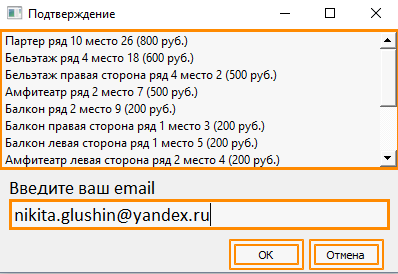 Подтверждение
Партер ряд 10 место 26 (800 руб.)
Бельэтаж ряд 4 место 18 (600 руб.)
Бельэтаж правая сторона ряд 4 место 2 (500 руб.)
Амфитеатр ряд 2 место 7 (500 руб.)
Балкон ряд 2 место 9 (200 руб.)
Балкон правая сторона ряд 1 место 3 (200 руб.)
Балкон левая сторона ряд 1 место 5 (200 руб.)
Амфитеатр левая сторона ряд 2 место 4 (200 руб.)
Введите ваш email
nikita.glushin@yandex.ru
OK Отмена